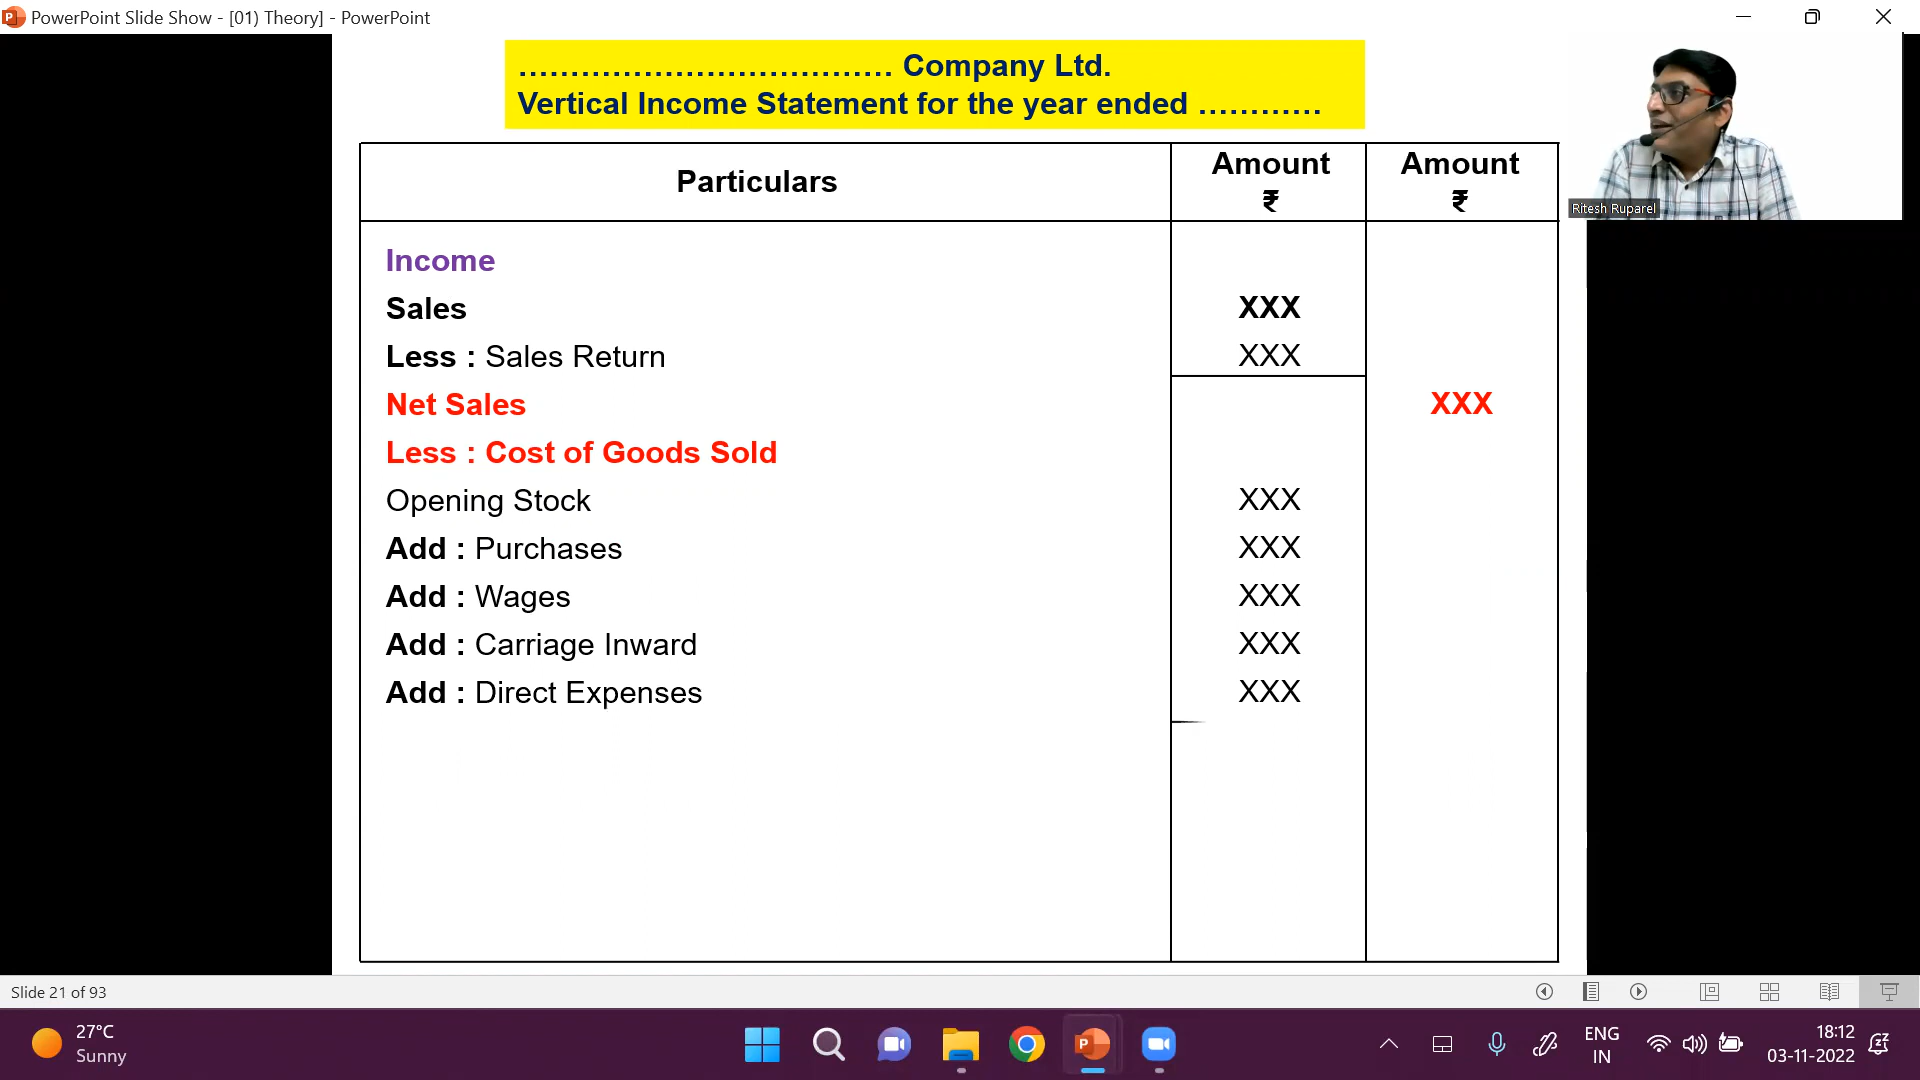 PowerPoint Slide Show - [01) Theory] - PowerPoint
.................................... Company Ltd.
Vertical Income Statement for the year ended ............
Particulars
Amount
₹
Amount
₹
Ritesh Ruparel
Income
Sales XXX
Less : Sales Return XXX
Net Sales XXX
Less : Cost of Goods Sold
Opening Stock XXX
Add : Purchases XXX
Add : Wages XXX
Add : Carriage Inward XXX
Add : Direct Expenses XXX
Slide 21 of 93
27°C
Sunny
ENG
IN
18:12
03-11-2022